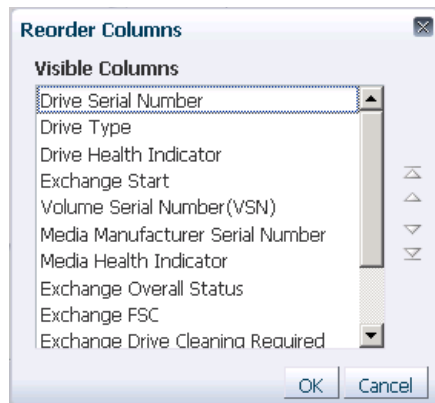 Reorder Columns
Visible Columns
Drive Serial Number
Drive Type
Drive Health Indicator
Exchange Start
Volume Serial Number(VSN)
Media Manufacturer Serial Number
Media Health Indicator
Exchange Overall Status
Exchange FSC
Exchange Drive Cleaning Required
OK
Cancel